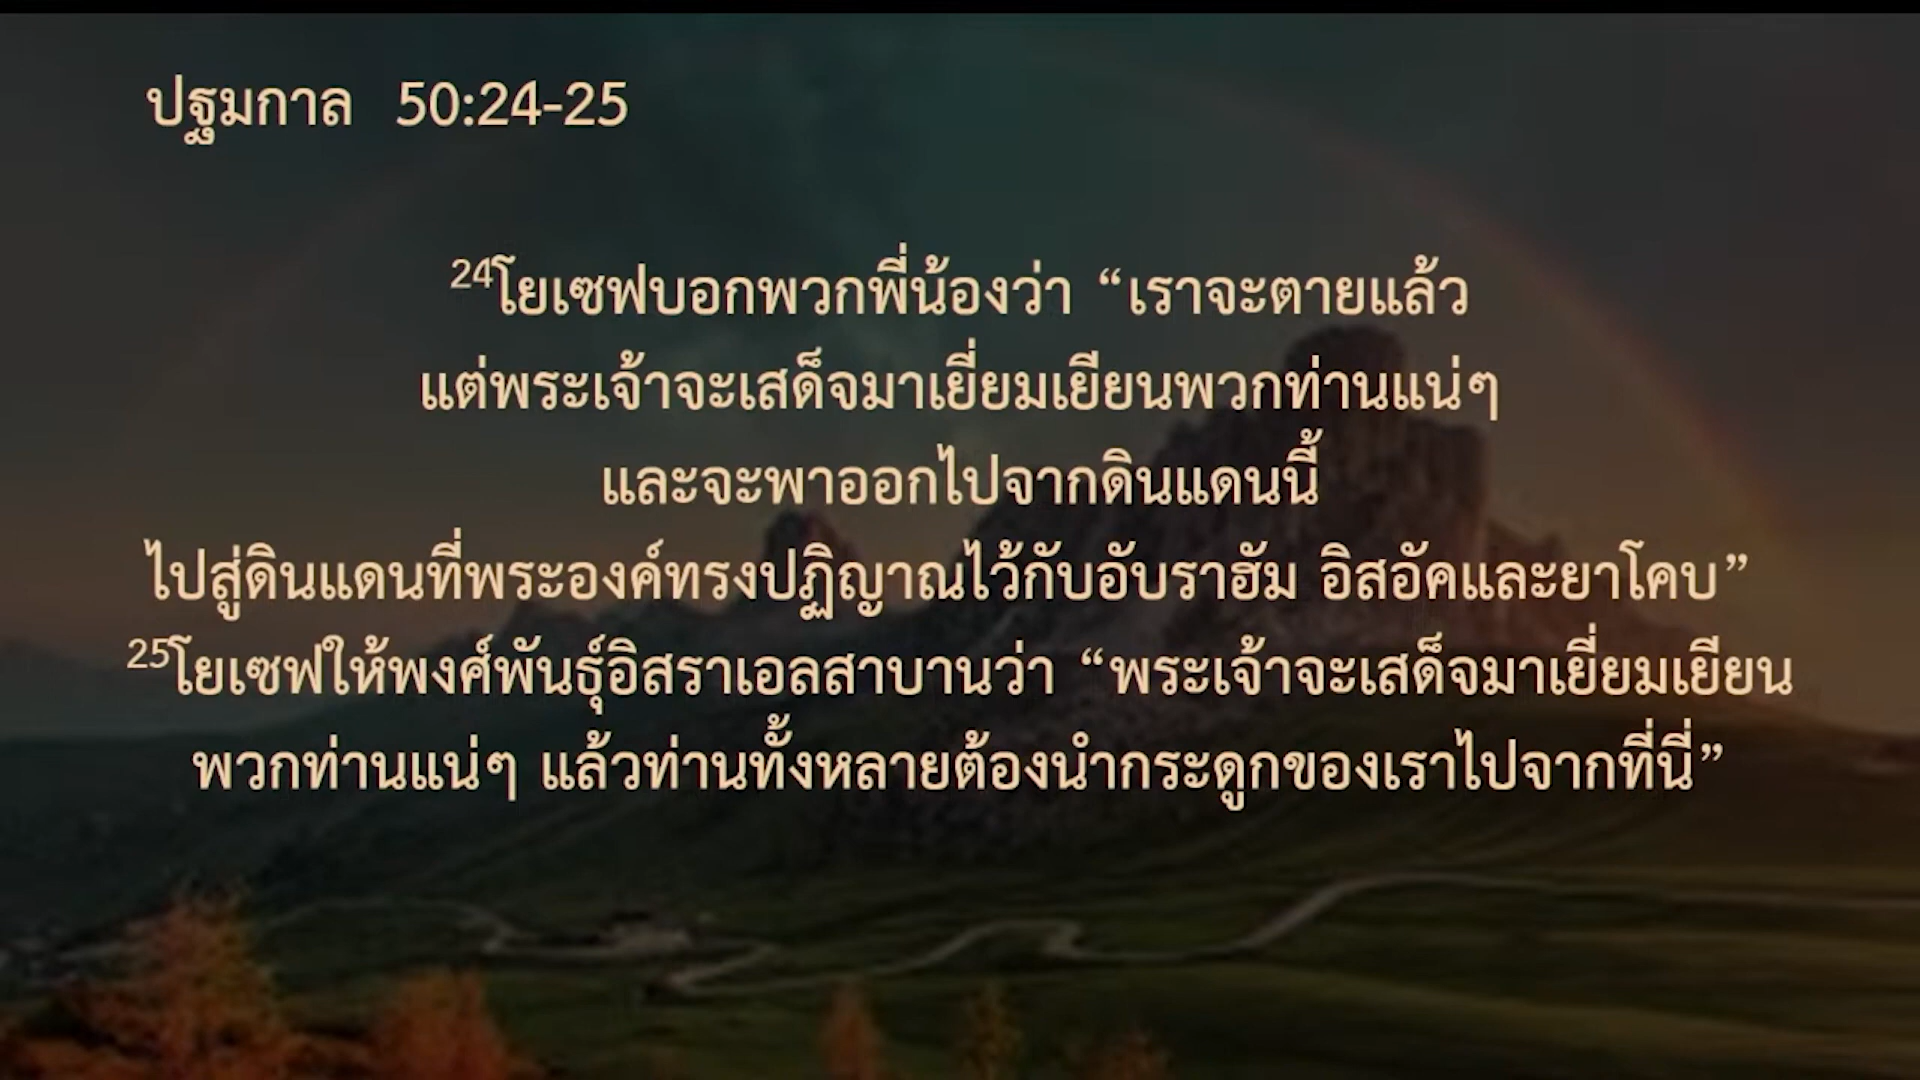 ปฐมกาล 50:24-25
24โยเซฟบอกพวกพี่น้องว่า “เราจะตายแล้ว
แต่พระเจ้าจะเสด็จมาเยี่ยมเยียนพวกท่านแน่ๆ
และจะพาออกไปจากดินแดนนี้
ไปสู่ดินแดนที่พระองค์ทรงปฏิญาณไว้กับอับราฮัม อิสอัคและยาโคบ”
25โยเซฟให้พงศ์พันธุ์อิสราเอลสาบานว่า “พระเจ้าจะเสด็จมาเยี่ยมเยียน
พวกท่านแน่ๆ แล้วท่านทั้งหลายต้องนำกระดูกของเราไปจากที่นี่”